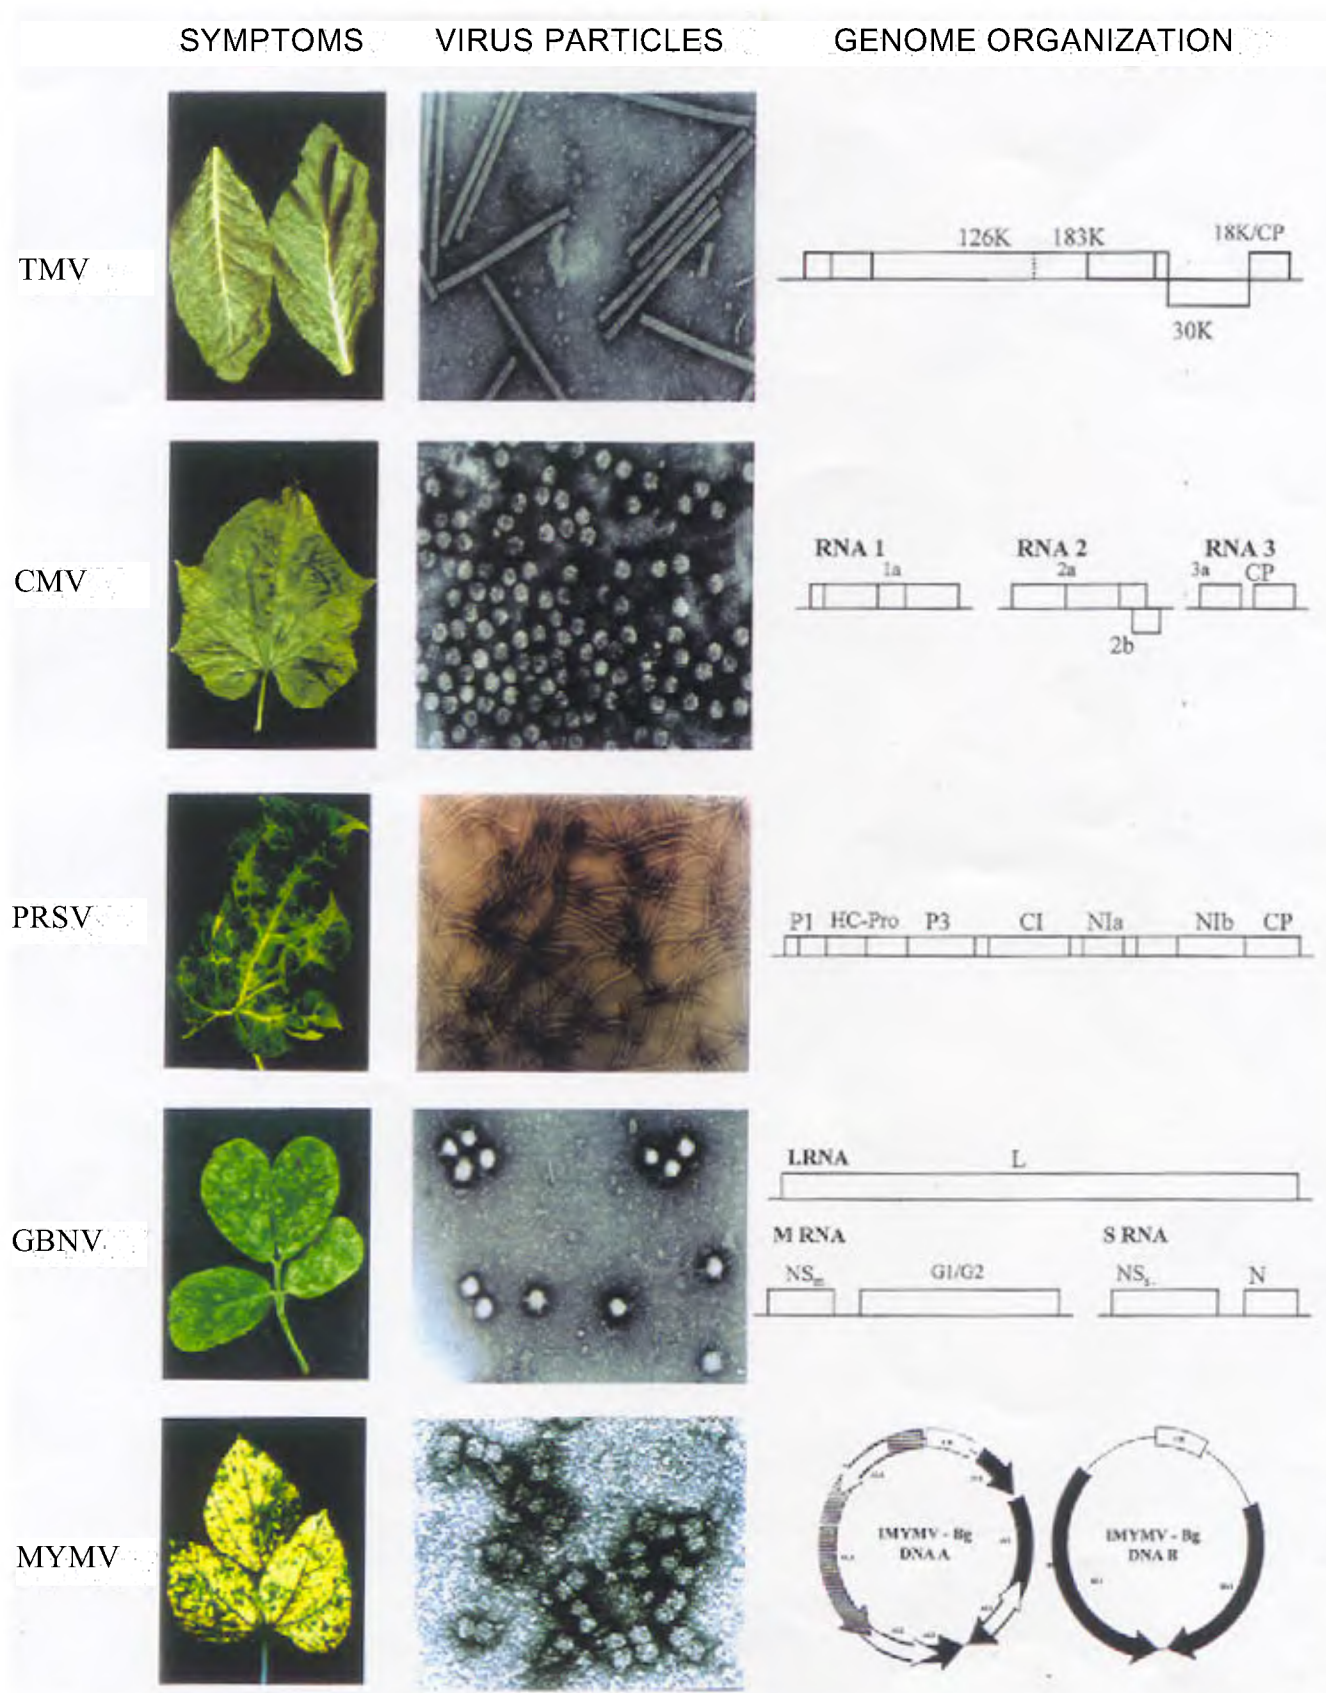 SYMPTOMS VIRUS PARTICLES GENOME ORGANIZATION
TMV
126K 183K 18K/CP
30K
CMV
RNA 1 RNA 2 RNA 3
1a 2a 3a CP
2b
PRSV
P1 HC-Pro P3 CI NIa NIb CP
GBNV
LRNA L
M RNA S RNA
NSm G1/G2 NSs N
MYMV
IMYMV - Bg
DNA A
IMYMV - Bg
DNA B